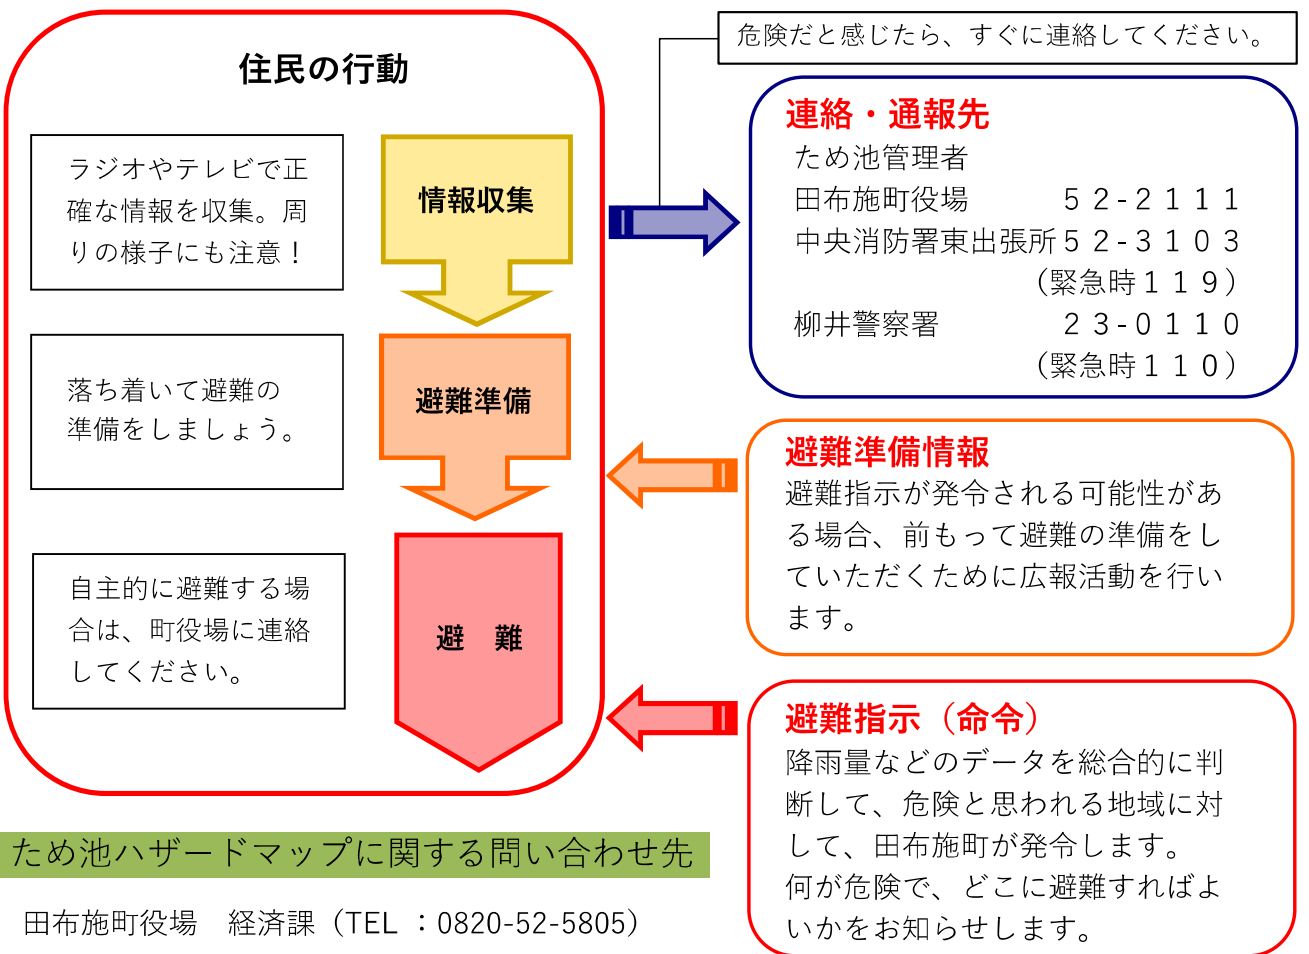 住民の行動
ラジオやテレビで正
確な情報を収集。周
りの様子にも注意！
情報収集
落ち着いて避難の
準備をしましょう。
避難準備
自主的に避難する場
合は、町役場に連絡
してください。
避　難
危険だと感じたら、すぐに連絡してください。
連絡・通報先
ため池管理者
田布施町役場　　　５２-２１１１
中央消防署東出張所５２-３１０３
（緊急時１１９）
柳井警察署　　　　２３-０１１０
（緊急時１１０）
避難準備情報
避難指示が発令される可能性があ
る場合、前もって避難の準備をし
ていただくために広報活動を行い
ます。
避難指示（命令）
降雨量などのデータを総合的に判
断して、危険と思われる地域に対
して、田布施町が発令します。
何が危険で、どこに避難すればよ
いかをお知らせします。
ため池ハザードマップに関する問い合わせ先
田布施町役場　経済課（TEL ：0820-52-5805）